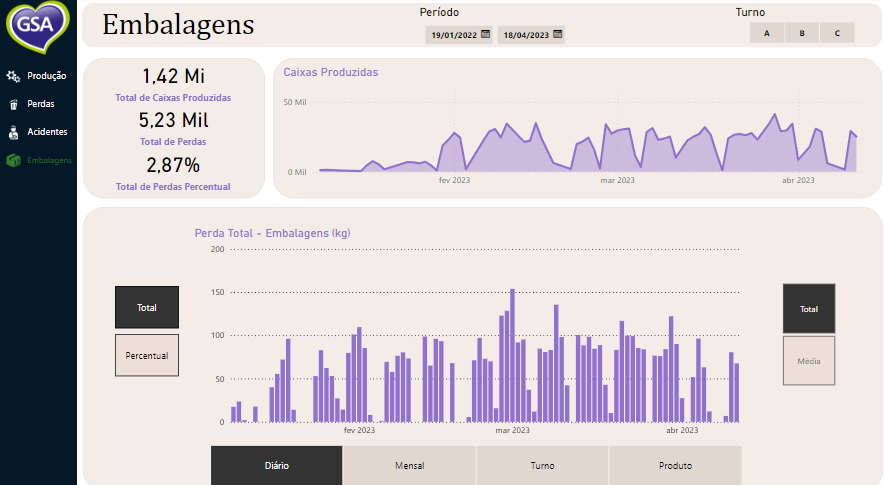 GSA
Embalagens
Período
19/01/2022
18/04/2023
Turno
A
B
C
Produção
Perdas
Acidentes
Embalagens
1,42 Mi
Total de Caixas Produzidas
5,23 Mil
Total de Perdas
2,87%
Total de Perdas Percentual
Caixas Produzidas
50 Mil
0 Mil
fev 2023
mar 2023
abr 2023
Perda Total - Embalagens (kg)
200
150
100
50
0
fev 2023
mar 2023
abr 2023
Total
Percentual
Total
Média
Diário
Mensal
Turno
Produto